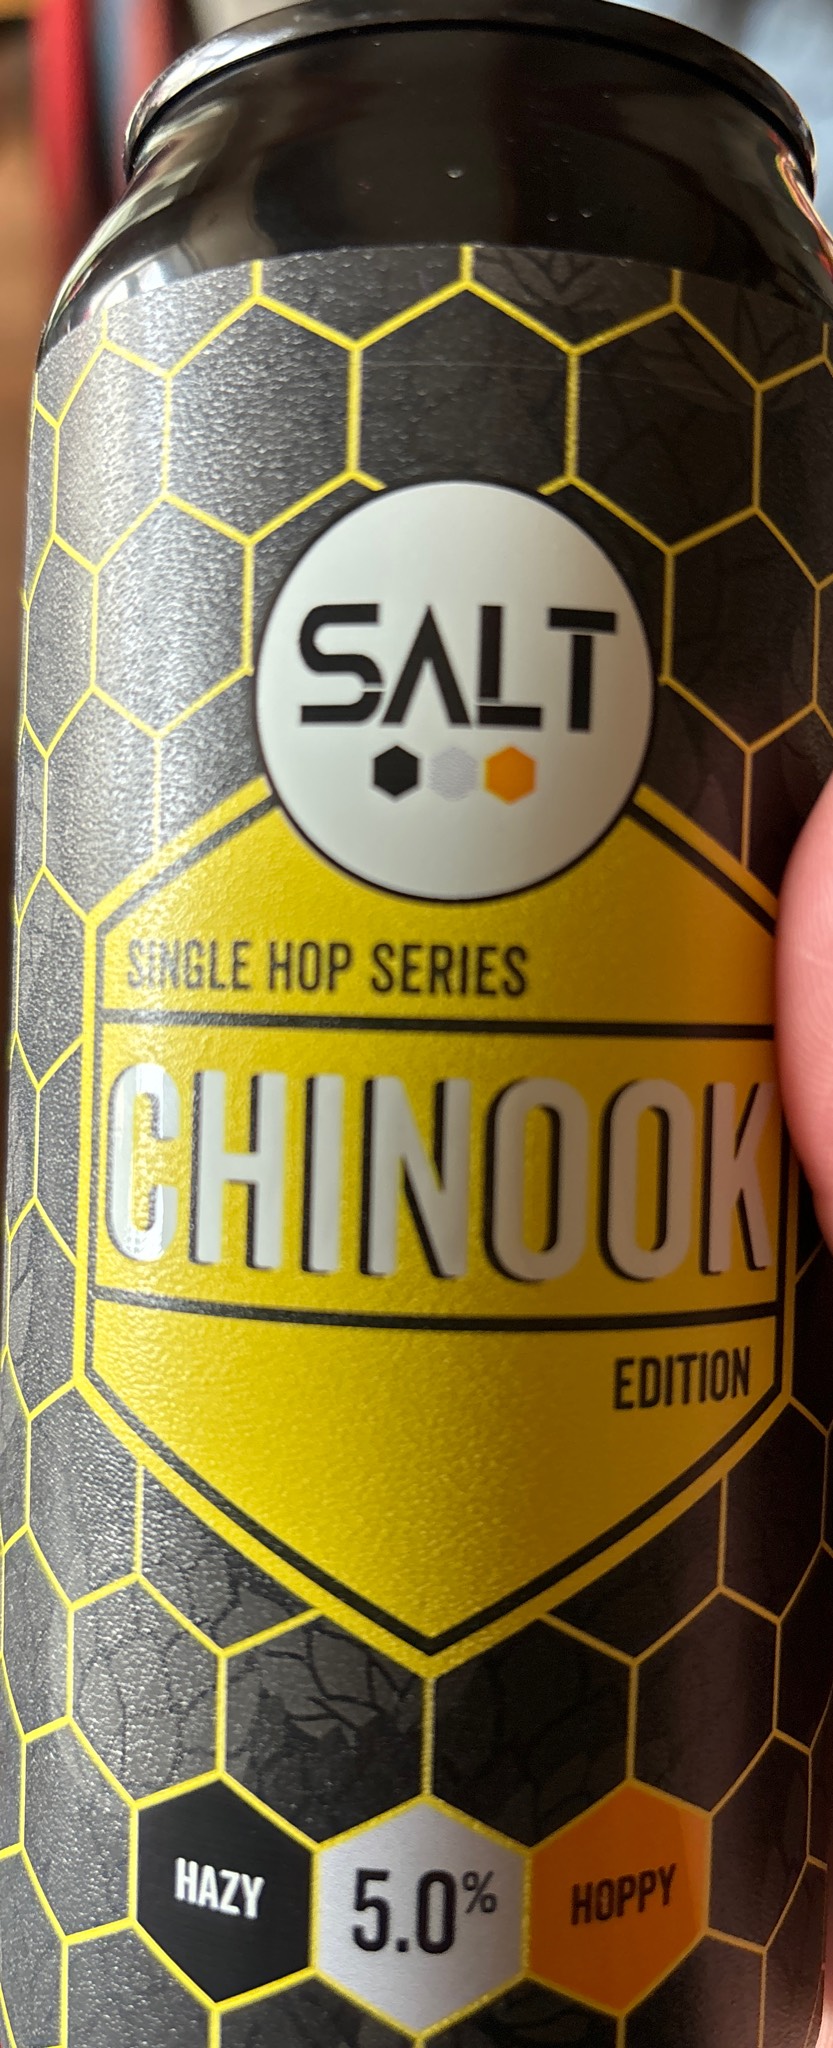 SALT
SINGLE HOP SERIES
CHINOOK
EDITION
HAZY
5.0%
HOPPY